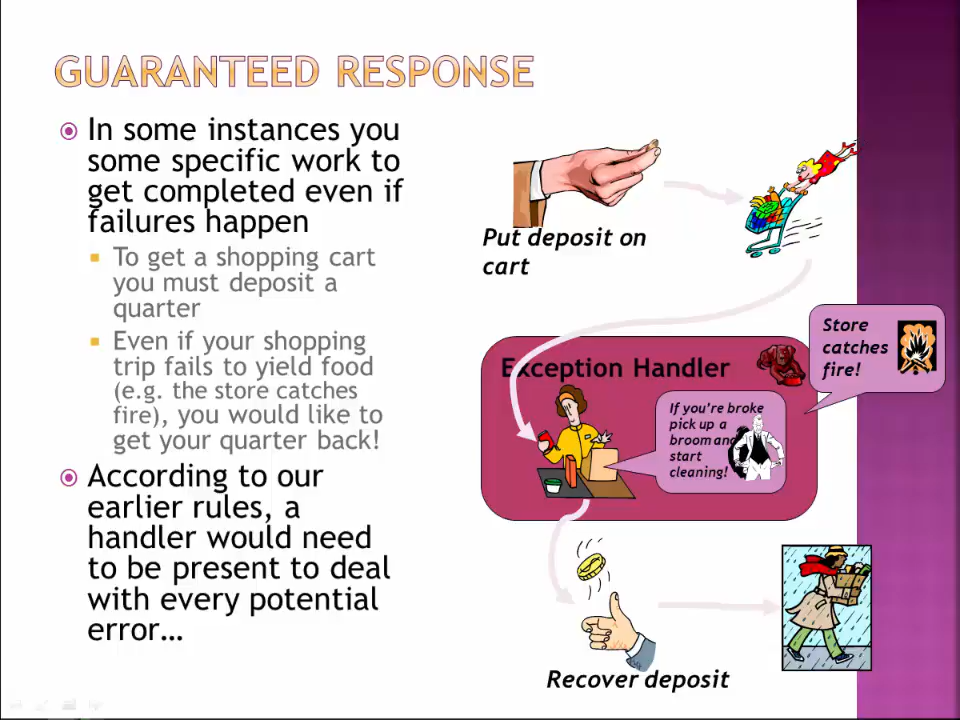 GUARANTEED RESPONSE
In some instances you
some specific work to
get completed even if
failures happen
To get a shopping cart
you must deposit a
quarter
Even if your shopping
trip fails to yield food
(e.g. the store catches
fire), you would like to
get your quarter back!
According to our
earlier rules, a
handler would need
to be present to deal
with every potential
error…
Put deposit on
cart
Store
catches
fire!
Exception Handler
If you're broke
pick up a
broom and
start
cleaning!
Recover deposit